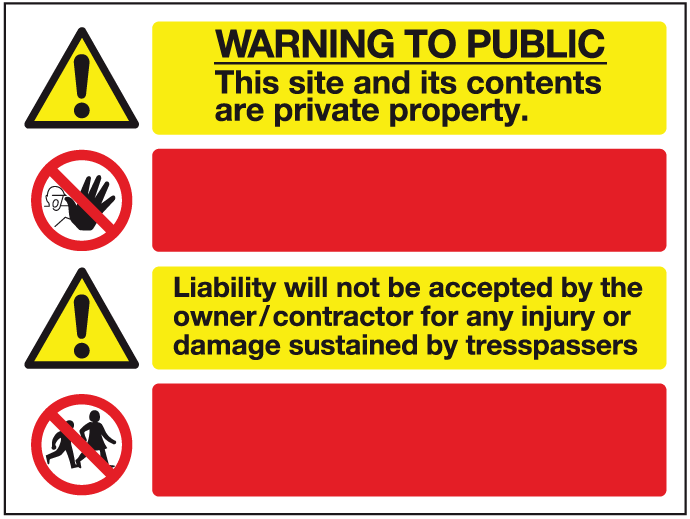 WARNING TO PUBLIC
This site and its contents
are private property.
Liability will not be accepted by the
owner/contractor for any injury or
damage sustained by tresspassers